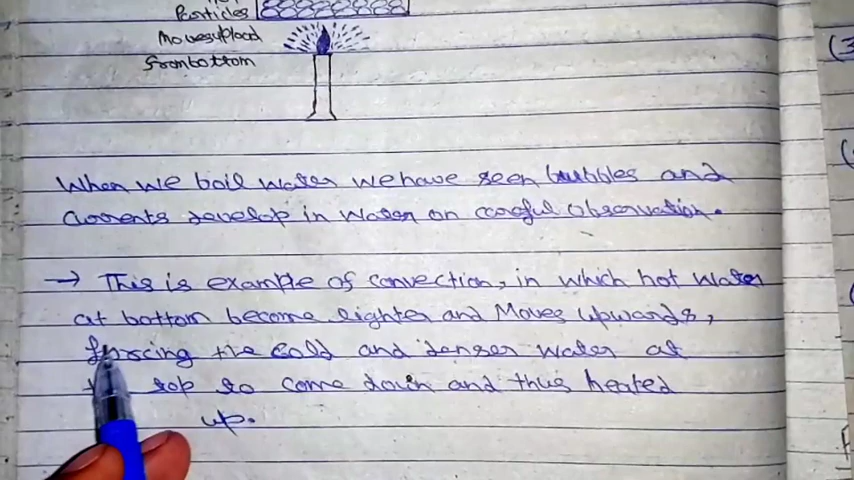 Particles
Moves upward
from bottom
When we boil water we have seen bubbles and
currents develop in water on careful observation.
→ This is example of convection, in which hot water
at bottom become lighter and Moves upwards,
forcing the cold and denser water at
top to come down and thus heated
up.